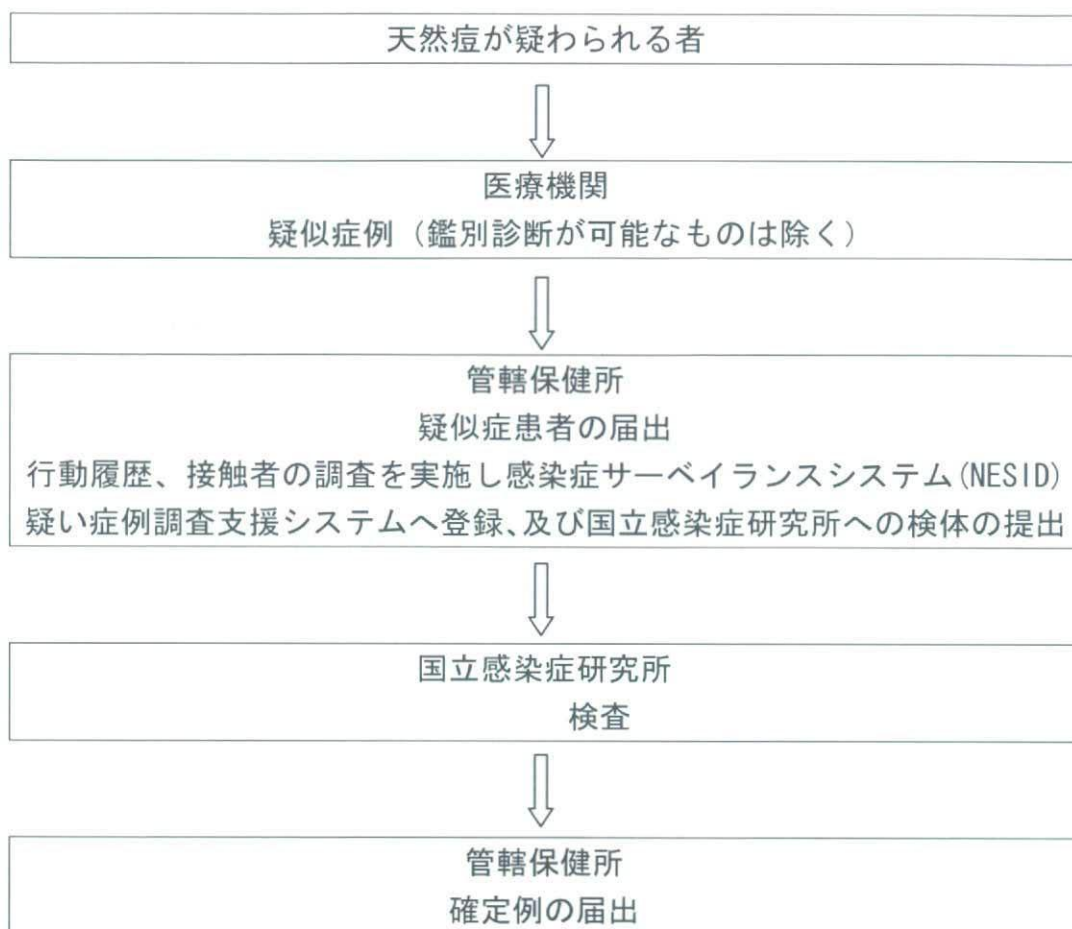 天然痘が疑われる者
医療機関
疑似症例（鑑別診断が可能なものは除く）
管轄保健所
疑似症患者の届出
行動履歴、接触者の調査を実施し感染症サーベイランスシステム(NESID)
疑い症例調査支援システムへ登録、及び国立感染症研究所への検体の提出
国立感染症研究所
検査
管轄保健所
確定例の届出